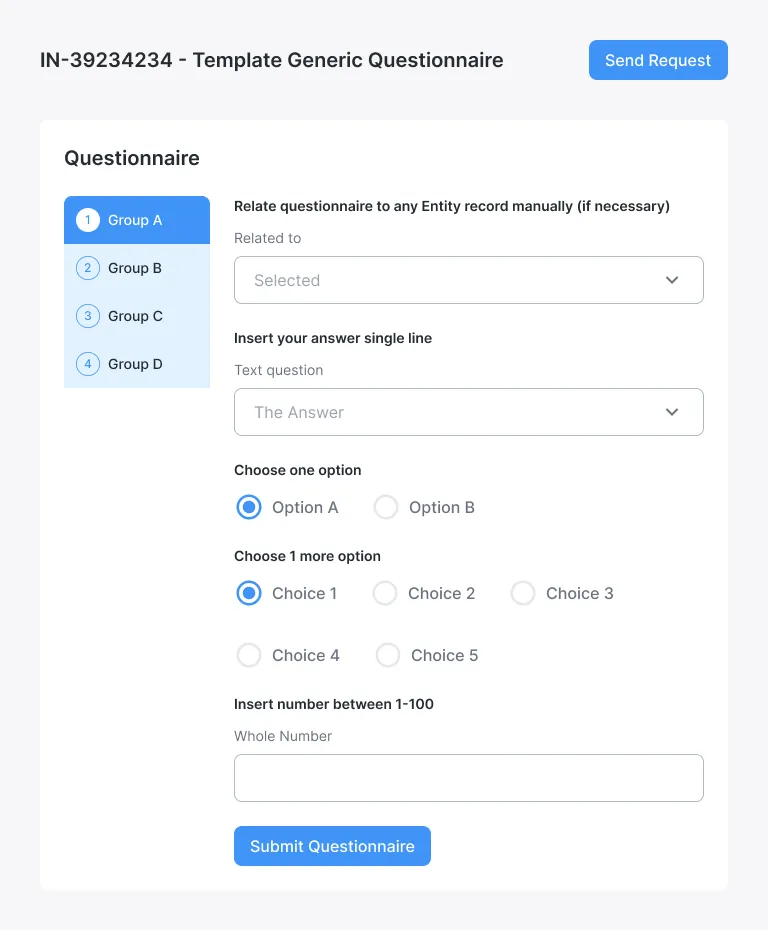 IN-39234234 - Template Generic Questionnaire
Send Request
Questionnaire
1 Group A
2 Group B
3 Group C
4 Group D
Relate questionnaire to any Entity record manually (if necessary)
Related to
Selected
Insert your answer single line
Text question
The Answer
Choose one option
Option A Option B
Choose 1 more option
Choice 1 Choice 2 Choice 3
Choice 4 Choice 5
Insert number between 1-100
Whole Number
Submit Questionnaire